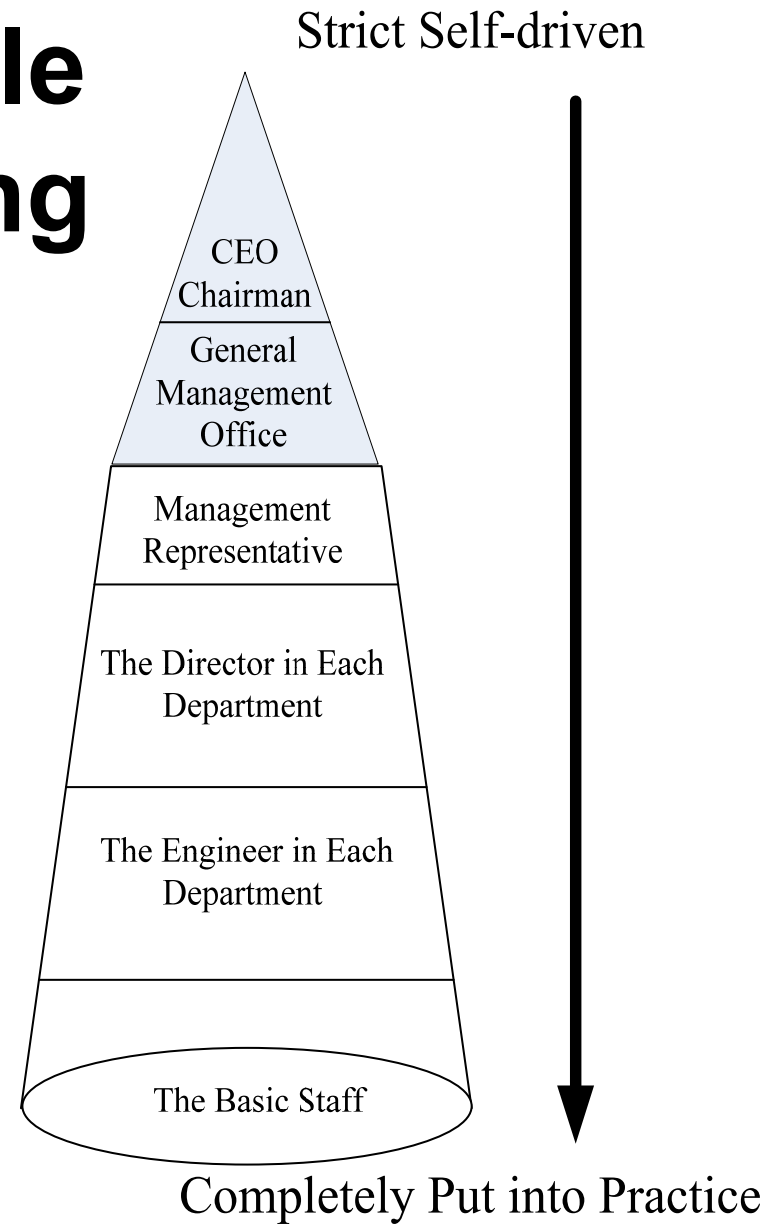 Strict Self-driven
le
ng
CEO
Chairman
General
Management
Office
Management
Representative
The Director in Each
Department
The Engineer in Each
Department
The Basic Staff
Completely Put into Practice